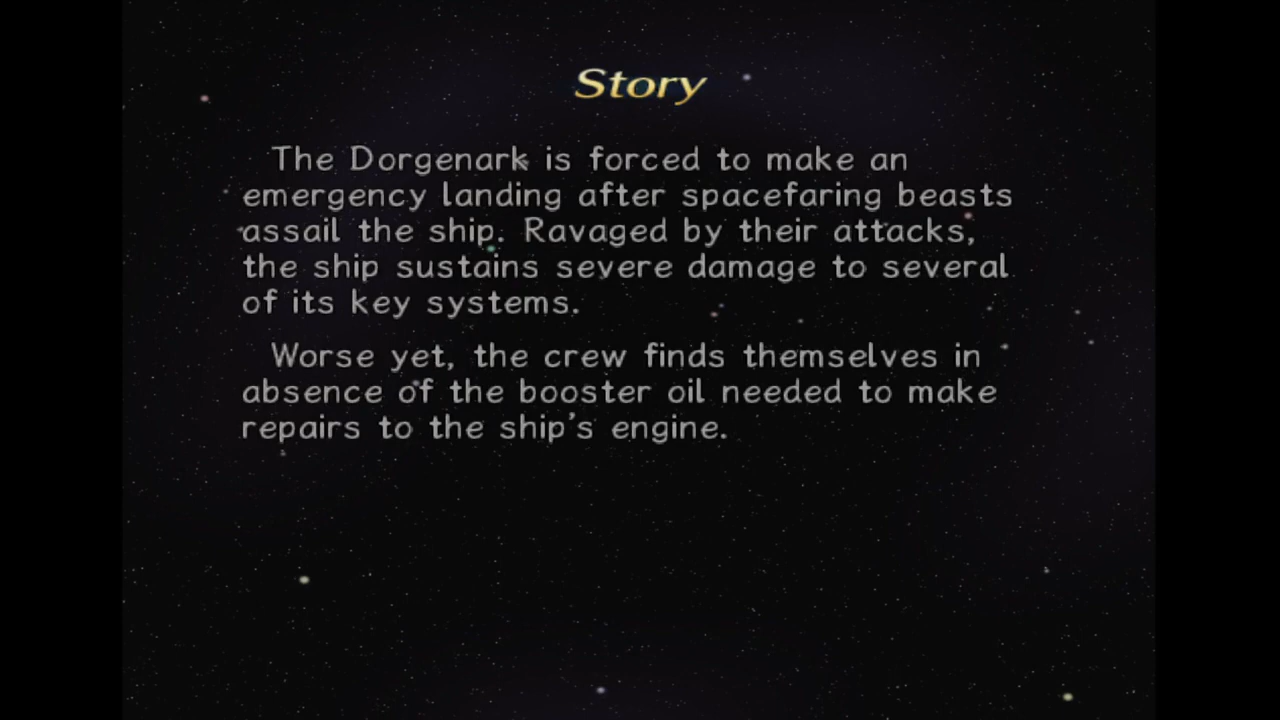 Story
The Dorgenark is forced to make an
emergency landing after spacefaring beasts
assail the ship. Ravaged by their attacks,
the ship sustains severe damage to several
of its key systems.
Worse yet, the crew finds themselves in
absence of the booster oil needed to make
repairs to the ship's engine.